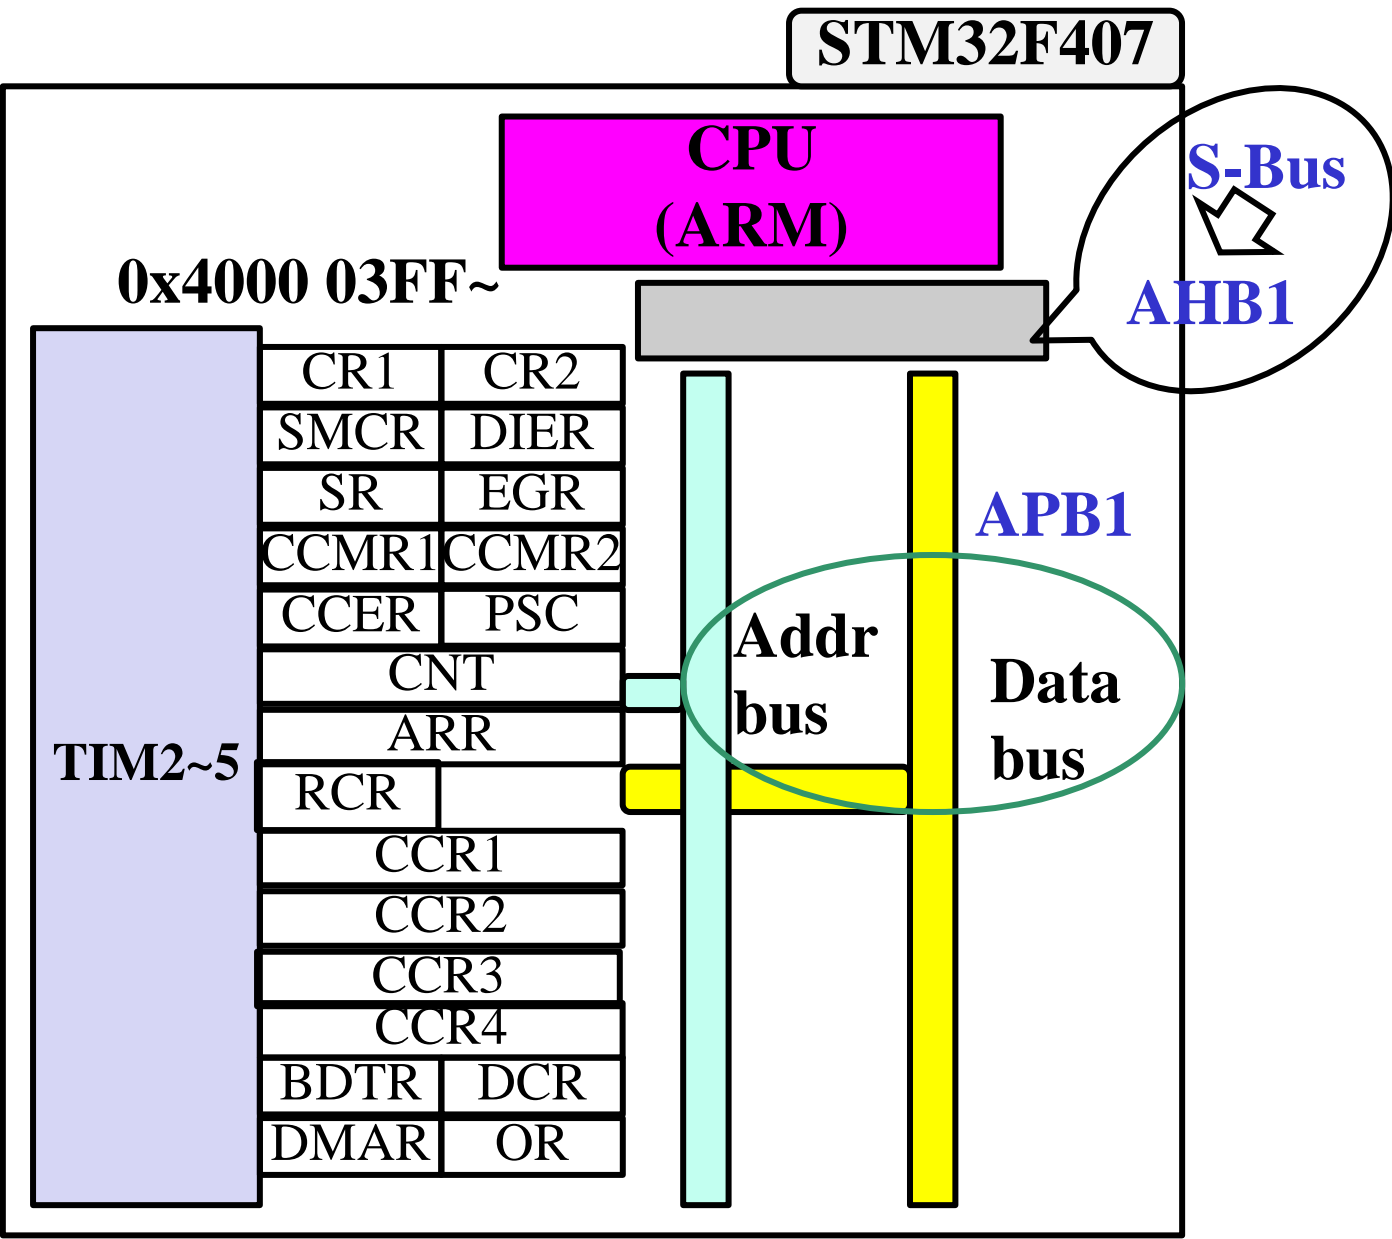 STM32F407
CPU
(ARM)
S-Bus
AHB1
0x4000 03FF~
CR1 CR2
SMCR DIER
SR EGR
CCMR1 CCMR2
CCER PSC
CNT
ARR
RCR
CCR1
CCR2
CCR3
CCR4
BDTR DCR
DMAR OR
TIM2~5
APB1
Addr
bus
Data
bus